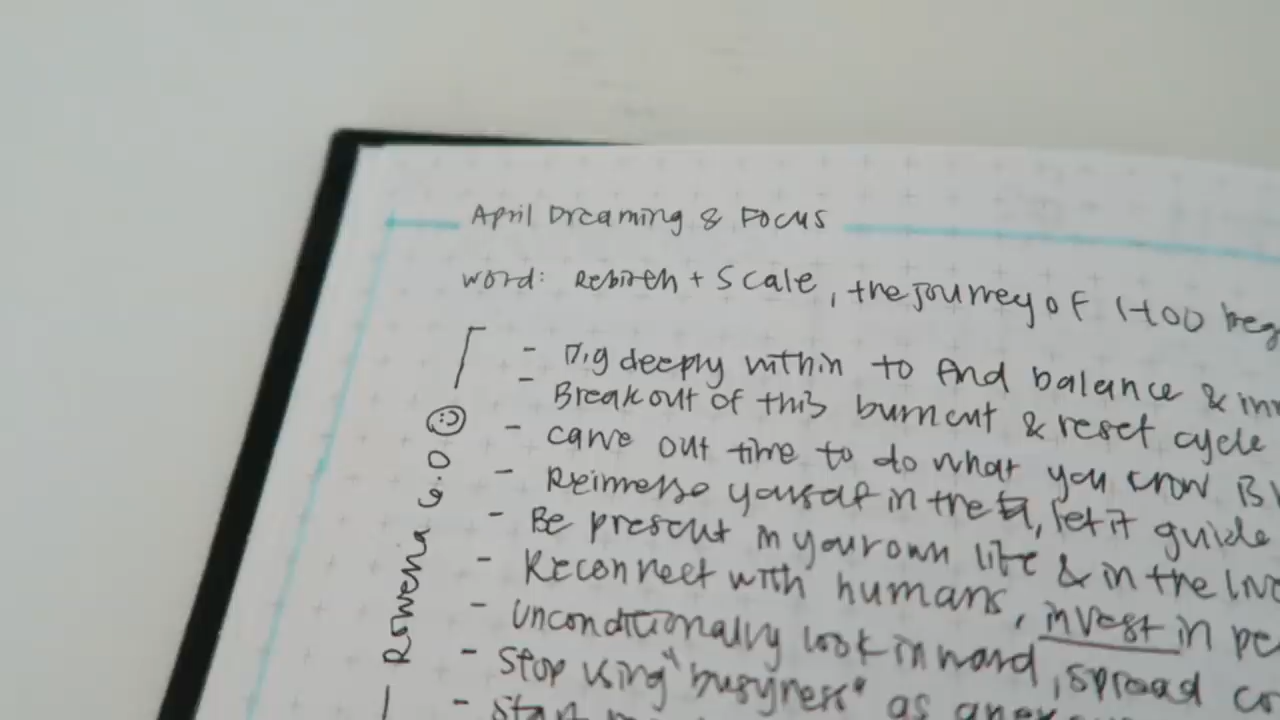 April Dreaming & Focus
word: Rebirth + Scale, the journey of 1→100
- Dig deeply within to find balance &
- Break out of this burnout & reset cycle
- carve out time to do what you know
- Reimmerse yourself in the, let it guide
- Be present in your own life & in the
- Reconnect with humans, invest in
- unconditionally look inward, spread
- Stop using "busyness" as
- Start
Rowena 6.0